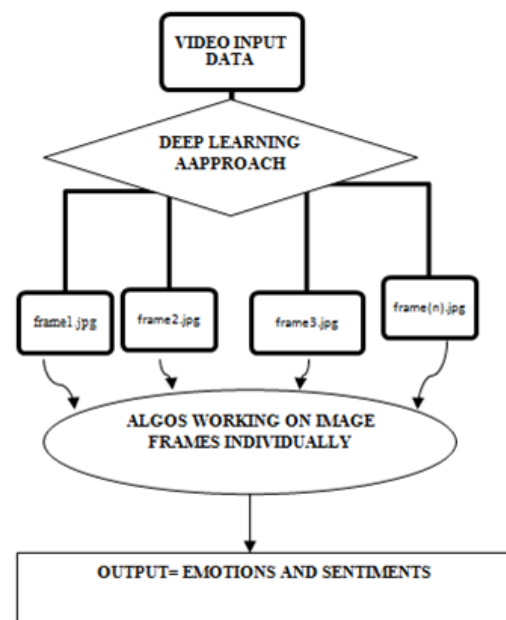 VIDEO INPUT
DATA
DEEP LEARNING
AAPPROACH
frame1.jpg
frame2.jpg
frame3.jpg
frame(n).jpg
ALGOS WORKING ON IMAGE
FRAMES INDIVIDUALLY
OUTPUT= EMOTIONS AND SENTIMENTS